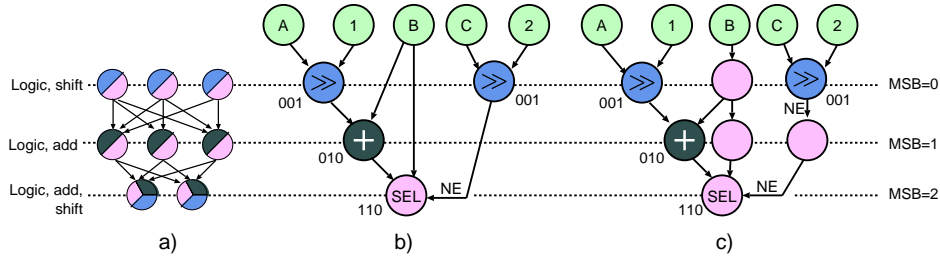 A 1 B C 2 A 1 B C 2
Logic, shift >> >> >> >> MSB=0
001 001 001 NE 001
Logic, add + + MSB=1
010 010
Logic, add, shift SEL NE SEL NE MSB=2
110 110
a) b) c)